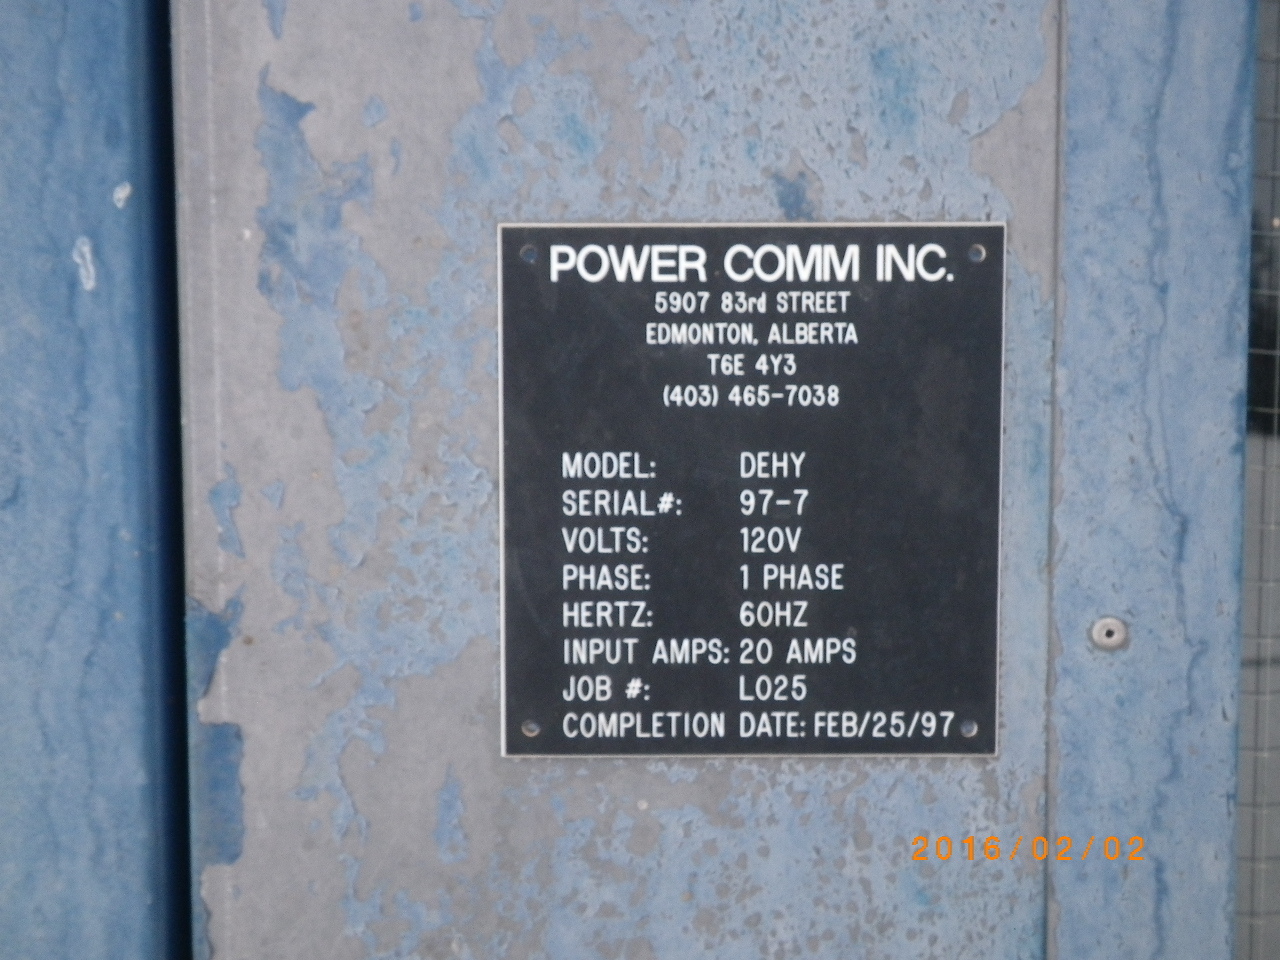 POWER COMM INC.
5907 83rd STREET
EDMONTON, ALBERTA
T6E 4Y3
(403) 465-7038
MODEL: DEHY
SERIAL#: 97-7
VOLTS: 120V
PHASE: 1 PHASE
HERTZ: 60HZ
INPUT AMPS: 20 AMPS
JOB #: L025
COMPLETION DATE: FEB/25/97
2016/02/02